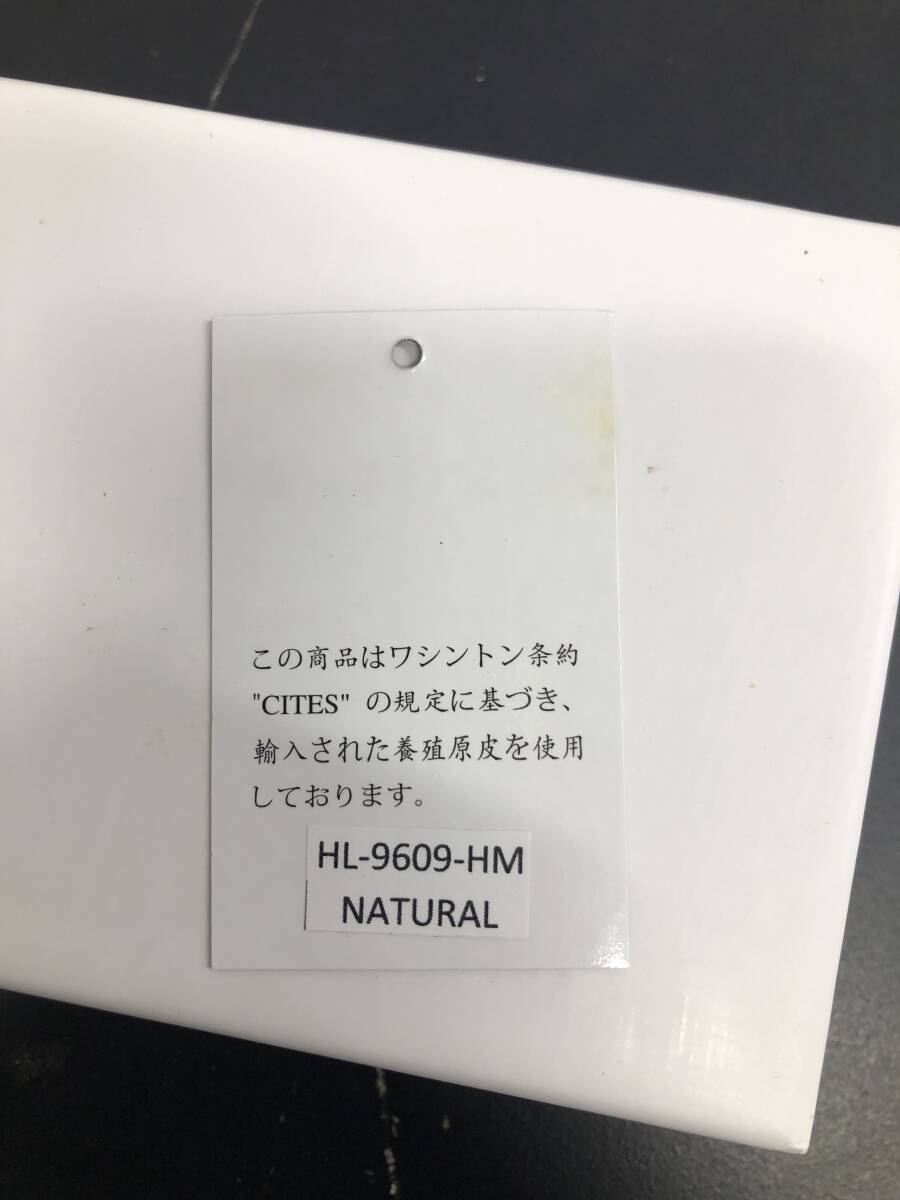 この商品はワシントン条約
"CITES" の規定に基づき、
輸入された養殖原皮を使用
しております。
HL-9609-HM
NATURAL